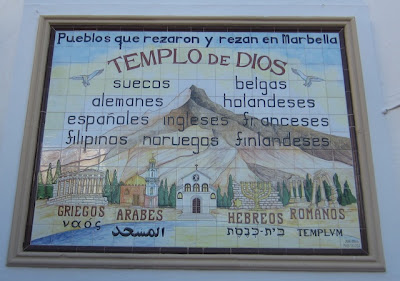 Pueblos que rezaron y rezan en Marbella
TEMPLO DE DIOS
suecos belgas
alemanes holandeses
españoles ingleses franceses
filipinos noruegos finlandeses
GRIEGOS ARABES HEBREOS ROMANOS
ναός المسجد בית-כנסת TEMPLVM